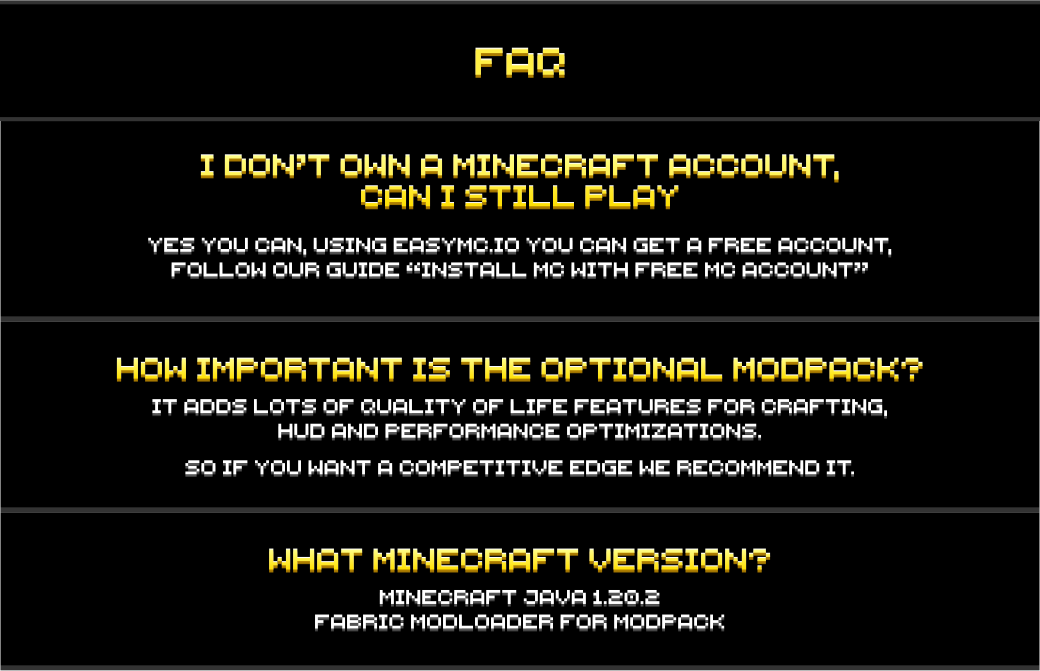 FAQ
I DON'T OWN A MINECRAFT ACCOUNT,
CAN I STILL PLAY
YES YOU CAN, USING EASYMC.IO YOU CAN GET A FREE ACCOUNT,
FOLLOW OUR GUIDE “INSTALL MC WITH FREE MC ACCOUNT”
HOW IMPORTANT IS THE OPTIONAL MODPACK?
IT ADDS LOTS OF QUALITY OF LIFE FEATURES FOR CRAFTING,
HUD AND PERFORMANCE OPTIMIZATIONS.
SO IF YOU WANT A COMPETITIVE EDGE WE RECOMMEND IT.
WHAT MINECRAFT VERSION?
MINECRAFT JAVA 1.20.2
FABRIC MODLOADER FOR MODPACK